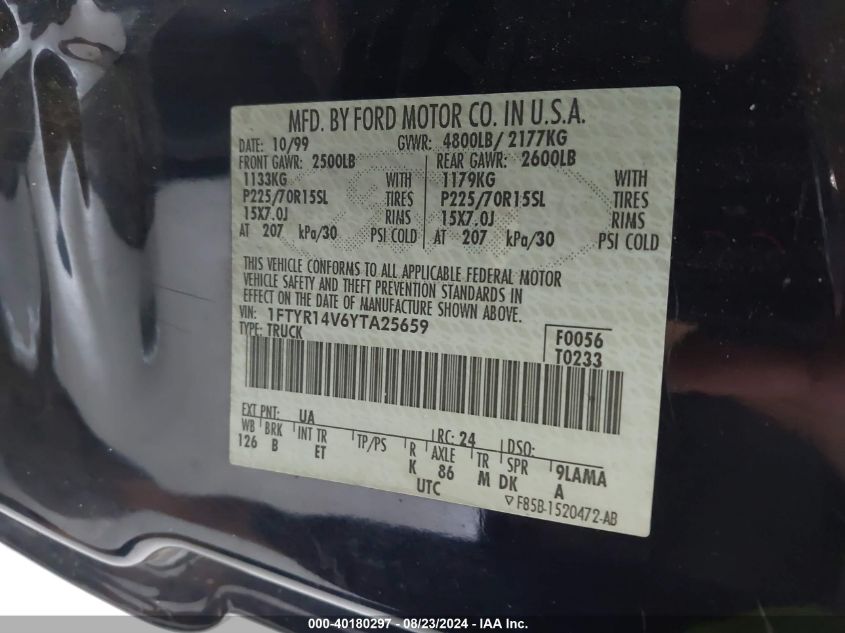 MFD. BY FORD MOTOR CO. IN U.S.A.
DATE: 10/99 GVWR: 4800LB/ 2177KG
FRONT GAWR: 2500LB REAR GAWR: 2600LB
1133KG WITH 1179KG WITH
P225/70R15SL TIRES P225/70R15SL TIRES
15X7.0J RIMS 15X7.0J RIMS
AT 207 kPa/30 PSI COLD AT 207 kPa/30 PSI COLD
THIS VEHICLE CONFORMS TO ALL APPLICABLE FEDERAL MOTOR
VEHICLE SAFETY AND THEFT PREVENTION STANDARDS IN
EFFECT ON THE DATE OF MANUFACTURE SHOWN ABOVE.
VIN: 1FTYR14V6YTA25659
TYPE: TRUCK
F0056
T0233
EXT PNT: UA RC: 24 DSO:
WB BRK INT TR TP/PS R AXLE TR SPR 9LAMA
126 B ET K 86 M DK A
UTC
▽F85B-1520472-AB
000-40180297 - 08/23/2024 - IAA Inc.